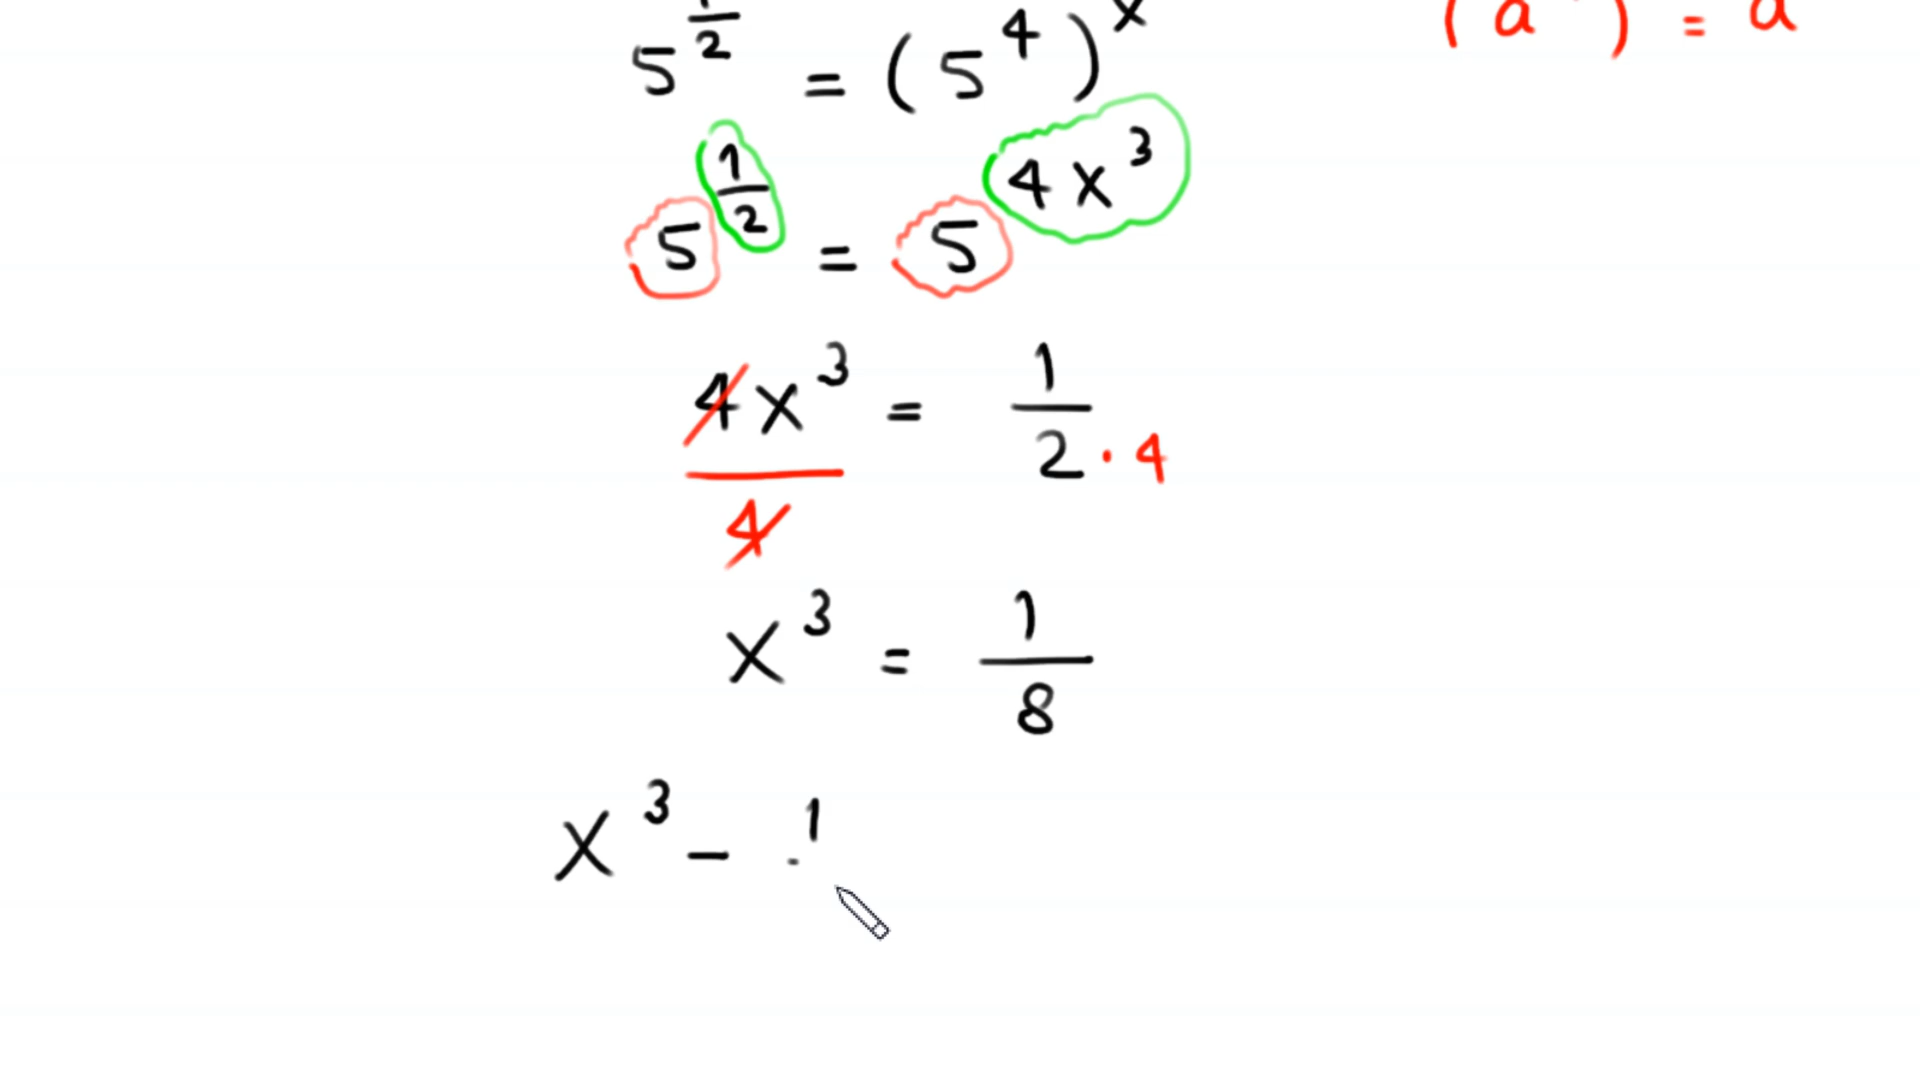 5^(1/2) = (5^4)^x
(a ) = a
5^(1/2) = 5^(4x^3)
4x^3/4 = 1/(2·4)
x^3 = 1/8
x^3 - 1